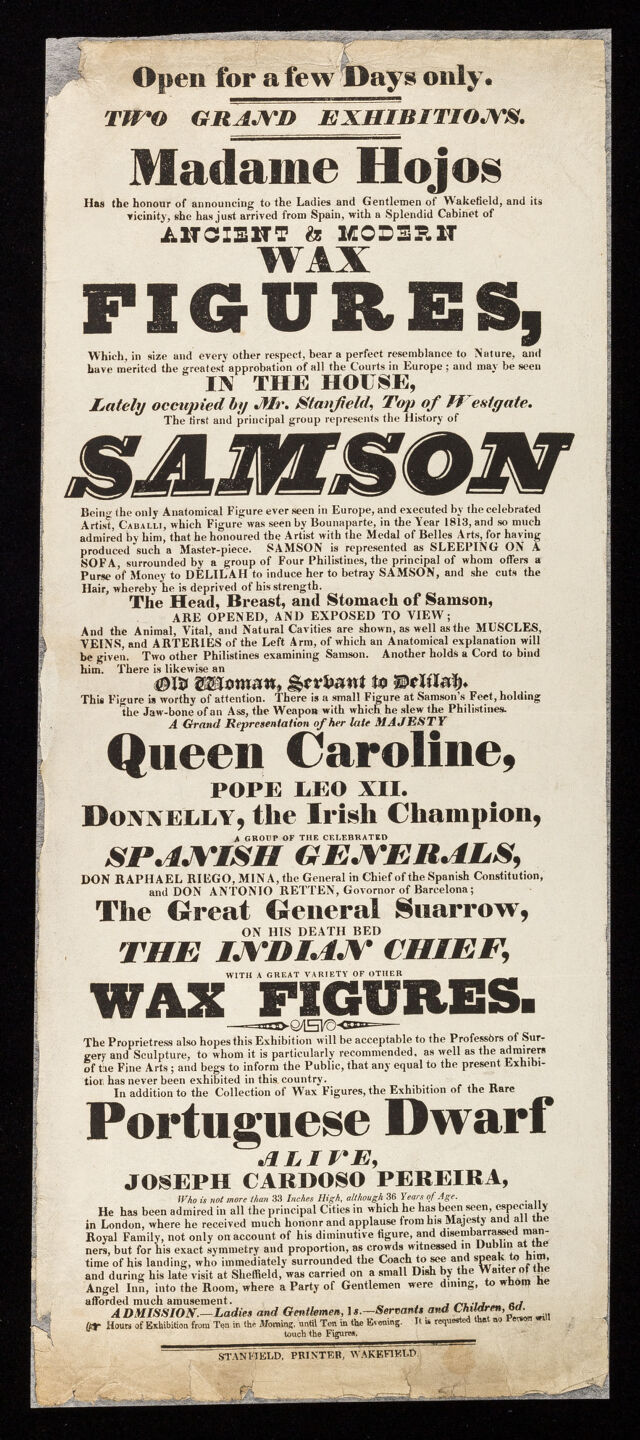 Open for a few Days only.
TWO GRAND EXHIBITIONS.
Madame Hojos
Has the honour of announcing to the Ladies and Gentlemen of Wakefield, and its
vicinity, she has just arrived from Spain, with a Splendid Cabinet of
ANCIENT & MODERN
WAX
FIGURES,
Which, in size and every other respect, bear a perfect resemblance to Nature, and
have merited the greatest approbation of all the Courts in Europe; and may be seen
IN THE HOUSE,
Lately occupied by Mr. Stanfield, Top of Westgate.
The first and principal group represents the History of
SAMSON
Being the only Anatomical Figure ever seen in Europe, and executed by the celebrated
Artist, CABALLI, which Figure was seen by Bounaparte, in the Year 1813, and so much
admired by him, that he honoured the Artist with the Medal of Belles Arts, for having
produced such a Master-piece. SAMSON is represented as SLEEPING ON A
SOFA, surrounded by a group of Four Philistines, the principal of whom offers a
Purse of Money to DELILAH to induce her to betray SAMSON, and she cuts the
Hair, whereby he is deprived of his strength.
The Head, Breast, and Stomach of Samson,
ARE OPENED, AND EXPOSED TO VIEW;
And the Animal, Vital, and Natural Cavities are shown, as well as the MUSCLES,
VEINS, and ARTERIES of the Left Arm, of which an Anatomical explanation will
be given. Two other Philistines examining Samson. Another holds a Cord to bind
him. There is likewise an
Old Woman, Servant to Delilah.
This Figure is worthy of attention. There is a small Figure at Samson's Feet, holding
the Jaw-bone of an Ass, the Weapon with which he slew the Philistines.
A Grand Representation of her late MAJESTY
Queen Caroline,
POPE LEO XII.
DONNELLY, the Irish Champion,
A GROUP OF THE CELEBRATED
SPANISH GENERALS,
DON RAPHAEL RIEGO, MINA, the General in Chief of the Spanish Constitution,
and DON ANTONIO RETTEN, Govornor of Barcelona;
The Great General Suarrow,
ON HIS DEATH BED
THE INDIAN CHIEF,
WITH A GREAT VARIETY OF OTHER
WAX FIGURES.
The Proprietress also hopes this Exhibition will be acceptable to the Professors of Sur-
gery and Sculpture, to whom it is particularly recommended, as well as the admirers
of the Fine Arts; and begs to inform the Public, that any equal to the present Exhibi-
tion has never been exhibited in this country.
In addition to the Collection of Wax Figures, the Exhibition of the Rare
Portuguese Dwarf
ALIVE,
JOSEPH CARDOSO PEREIRA,
Who is not more than 33 Inches High, although 36 Years of Age.
He has been admired in all the principal Cities in which he has been seen, especially
in London, where he received much hononr and applause from his Majesty and all the
Royal Family, not only on account of his diminutive figure, and disembarrassed man-
ners, but for his exact symmetry and proportion, as crowds witnessed in Dublin at the
time of his landing, who immediately surrounded the Coach to see and speak to him,
and during his late visit at Sheffield, was carried on a small Dish by the Waiter of the
Angel Inn, into the Room, where a Party of Gentlemen were dining, to whom he
afforded much amusement.
ADMISSION.—Ladies and Gentlemen, 1s.—Servants and Children, 6d.
☞ Hours of Exhibition from Ten in the Morning, until Ten in the Evening. It is requested that no Person will
touch the Figures.
STANFIELD, PRINTER, WAKEFIELD.